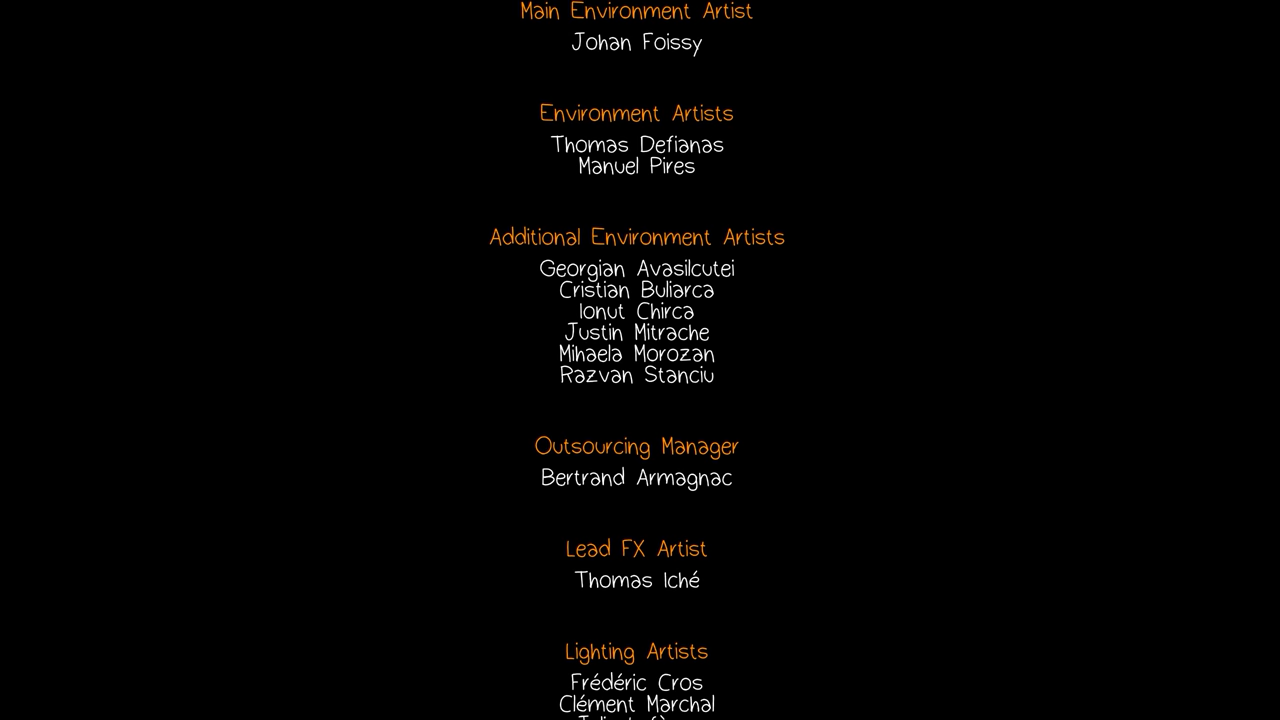 Main Environment Artist
Johan Foissy
Environment Artists
Thomas Defianas
Manuel Pires
Additional Environment Artists
Georgian Avasilcutei
Cristian Buliarca
Ionut Chirca
Justin Mitrache
Mihaela Morozan
Razvan Stanciu
Outsourcing Manager
Bertrand Armagnac
Lead FX Artist
Thomas Iché
Lighting Artists
Frédéric Cros
Clément Marchal